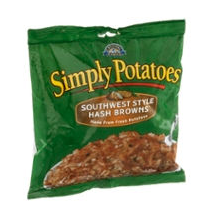 Simply Potatoes
SOUTHWEST STYLE
HASH BROWNS
Made From Fresh Potatoes